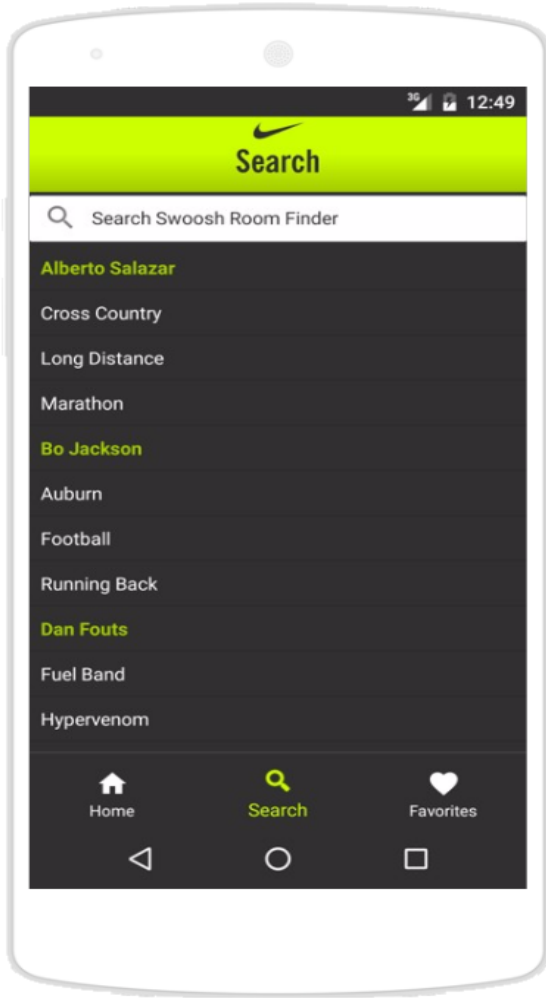 3G 12:49
Search
Search Swoosh Room Finder
Alberto Salazar
Cross Country
Long Distance
Marathon
Bo Jackson
Auburn
Football
Running Back
Dan Fouts
Fuel Band
Hypervenom
Home Search Favorites